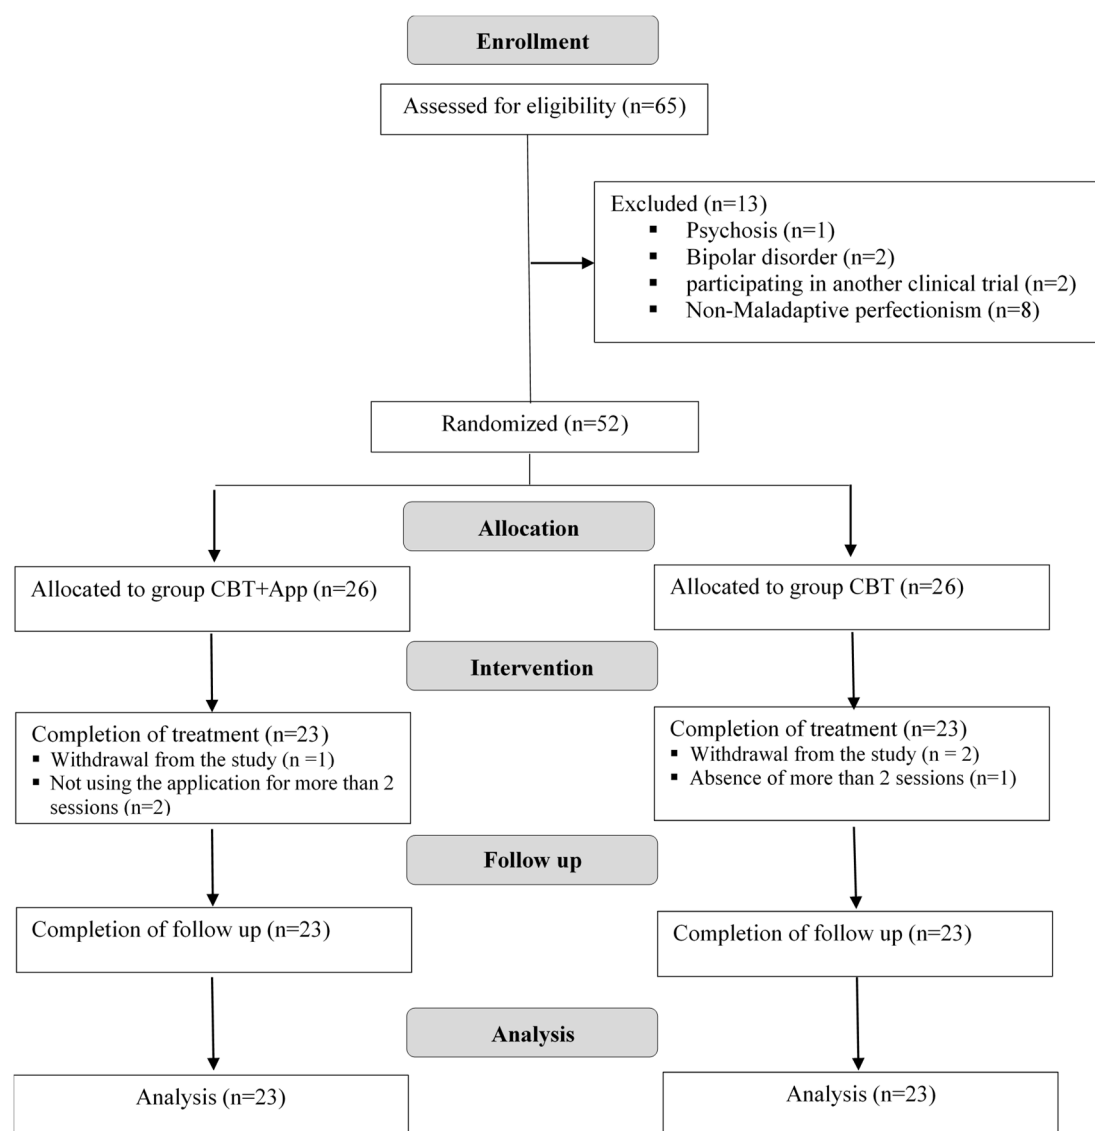 Enrollment
Assessed for eligibility (n=65)
Excluded (n=13)
▪ Psychosis (n=1)
▪ Bipolar disorder (n=2)
▪ participating in another clinical trial (n=2)
▪ Non-Maladaptive perfectionism (n=8)
Randomized (n=52)
Allocation
Allocated to group CBT+App (n=26)
Allocated to group CBT (n=26)
Intervention
Completion of treatment (n=23)
▪ Withdrawal from the study (n =1)
▪ Not using the application for more than 2
sessions (n=2)
Completion of treatment (n=23)
▪ Withdrawal from the study (n = 2)
▪ Absence of more than 2 sessions (n=1)
Follow up
Completion of follow up (n=23)
Completion of follow up (n=23)
Analysis
Analysis (n=23)
Analysis (n=23)